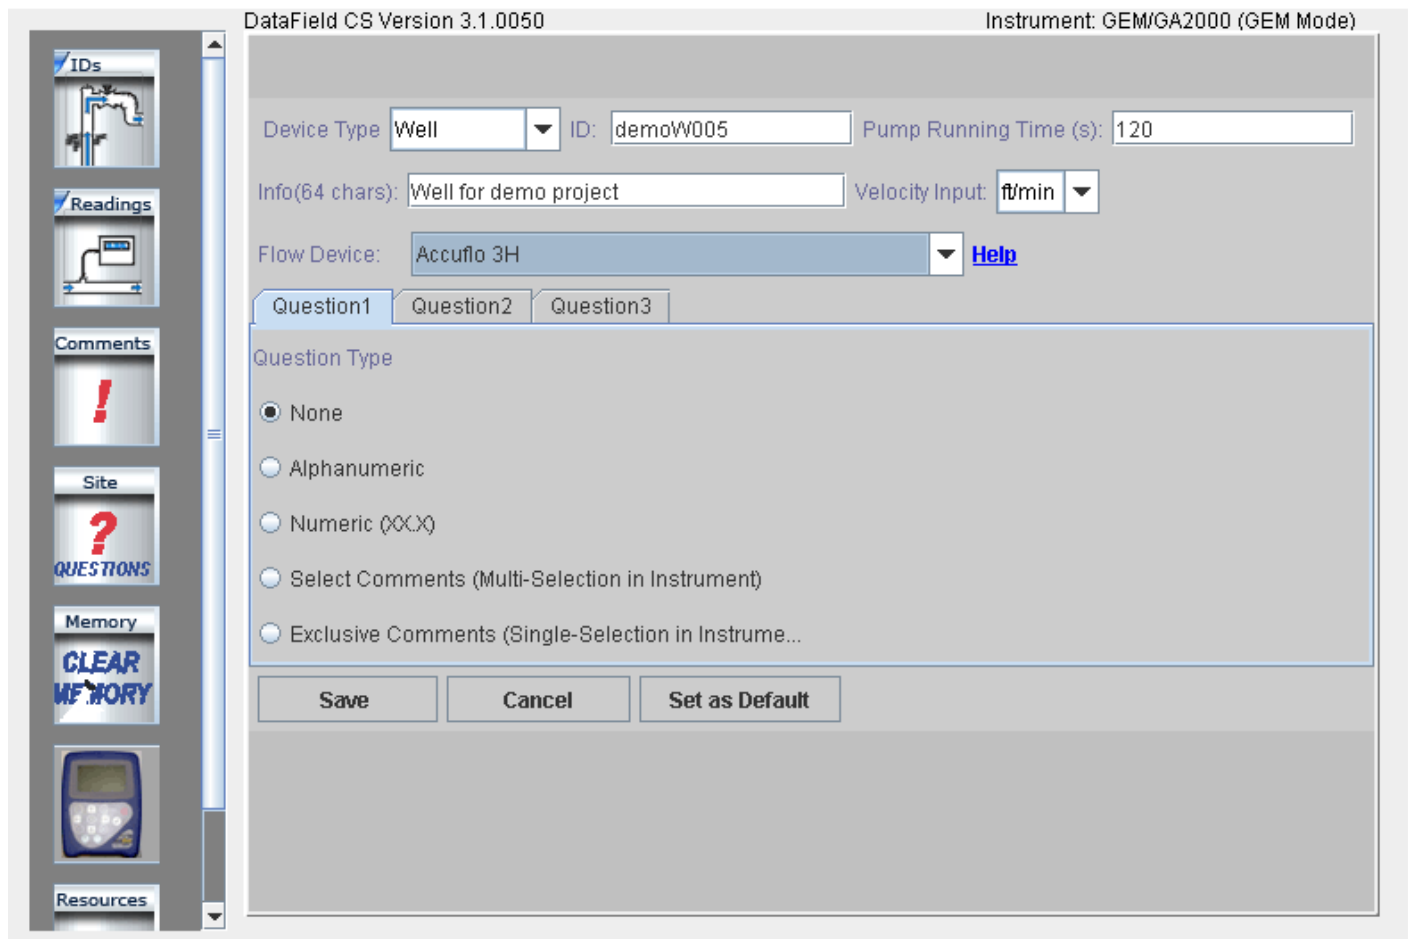 DataField CS Version 3.1.0050 Instrument: GEM/GA2000 (GEM Mode)
IDs
Readings
Comments
!
Site
?
QUESTIONS
Memory
CLEAR
MEMORY
Resources
Device Type Well ID: demoW005 Pump Running Time (s): 120
Info(64 chars): Well for demo project Velocity Input: ft/min
Flow Device: Accuflo 3H Help
Question1 Question2 Question3
Question Type
None
Alphanumeric
Numeric (XX.X)
Select Comments (Multi-Selection in Instrument)
Exclusive Comments (Single-Selection in Instrume...
Save Cancel Set as Default